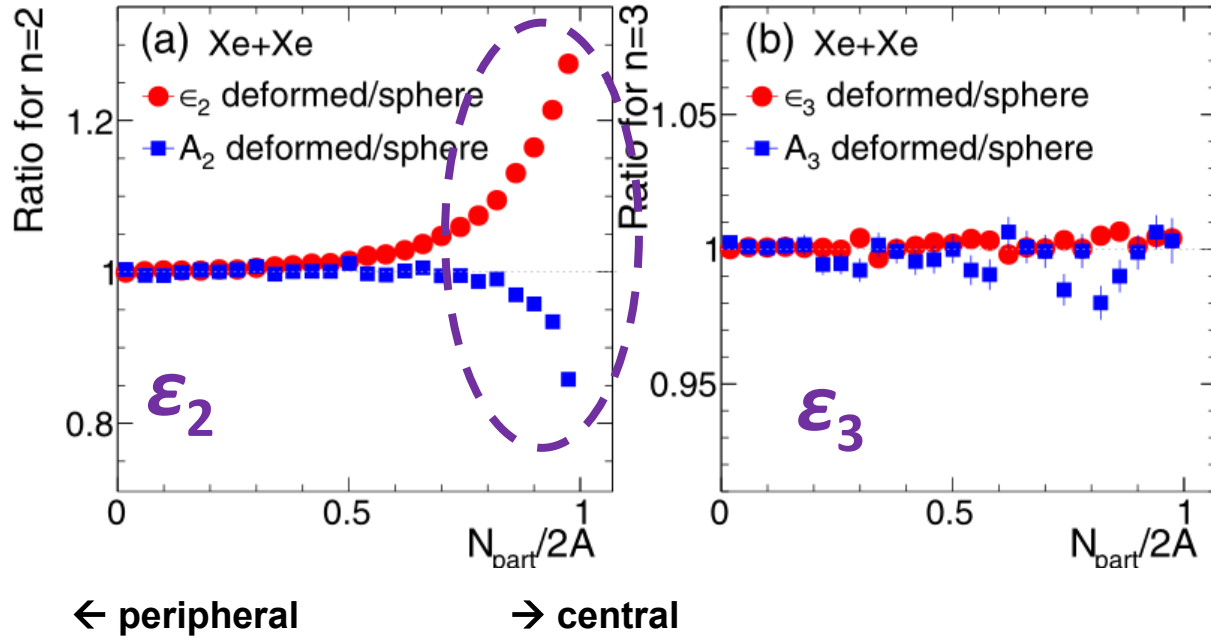 (a) Xe+Xe
ϵ2 deformed/sphere
A2 deformed/sphere
Ratio for n=2
1.2
1
0.8
ε2
0 0.5 1
Npart/2A
(b) Xe+Xe
ϵ3 deformed/sphere
A3 deformed/sphere
Ratio for n=3
1.05
1
0.95
ε3
0 0.5 1
Npart/2A
← peripheral → central